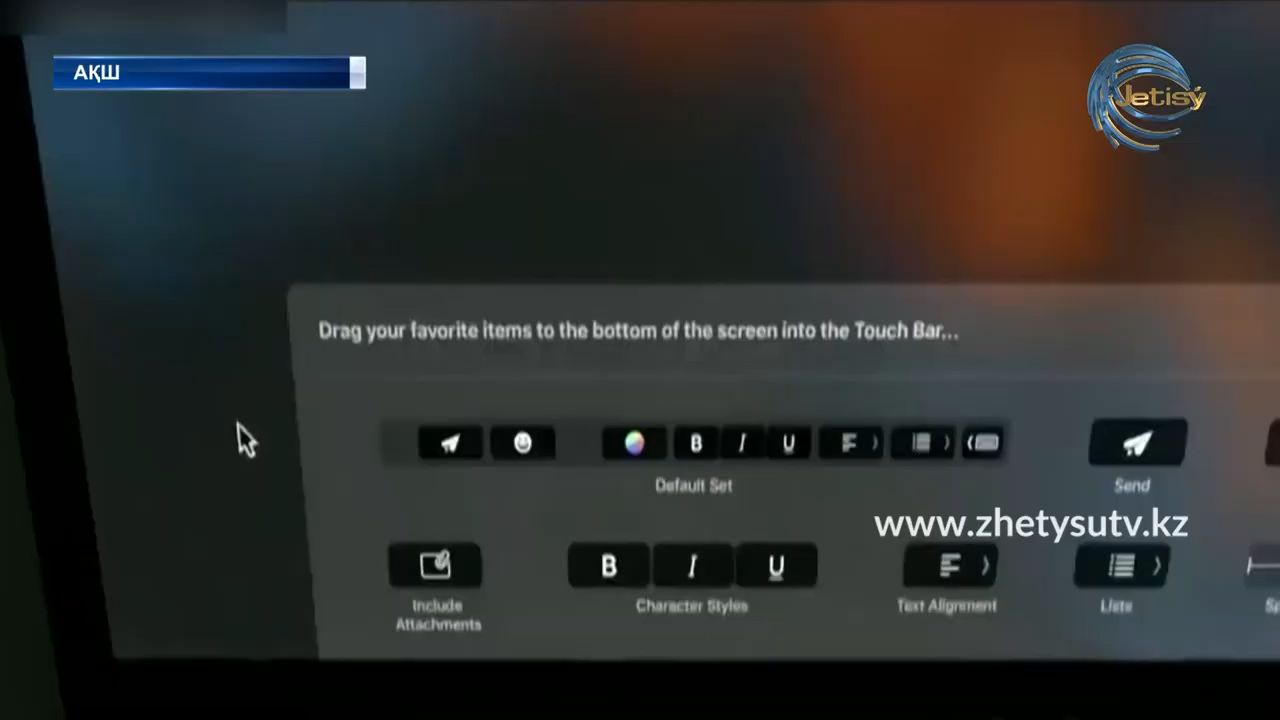 АҚШ
Jetisý
Drag your favorite items to the bottom of the screen into the Touch Bar...
B I U
Default Set
Send
www.zhetysutv.kz
B I U
Include
Attachments
Character Styles
Text Alignment
Lists